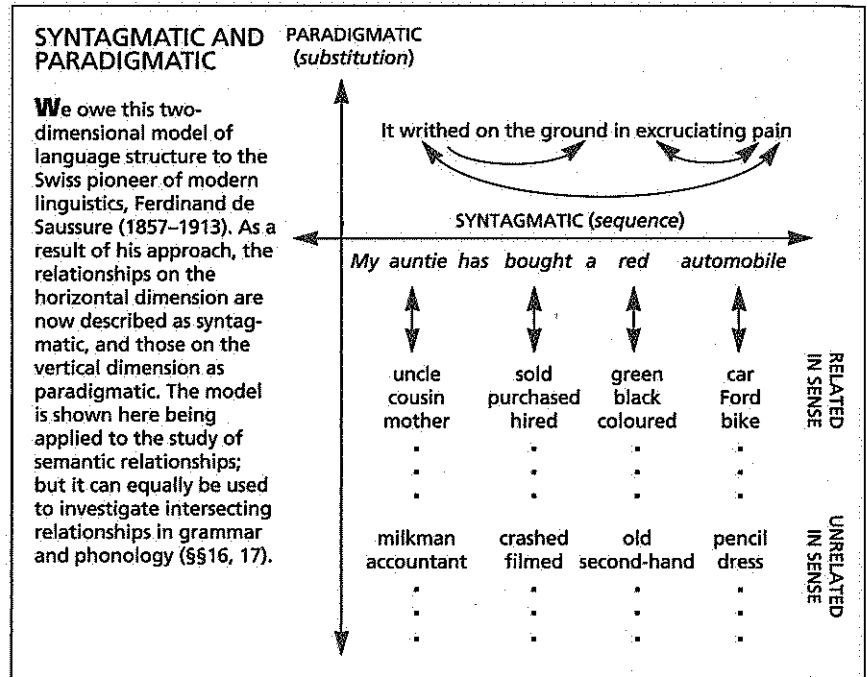 SYNTAGMATIC AND
PARADIGMATIC
We owe this two-
dimensional model of
language structure to the
Swiss pioneer of modern
linguistics, Ferdinand de
Saussure (1857–1913). As a
result of his approach, the
relationships on the
horizontal dimension are
now described as syntag-
matic, and those on the
vertical dimension as
paradigmatic. The model
is shown here being
applied to the study of
semantic relationships;
but it can equally be used
to investigate intersecting
relationships in grammar
and phonology (§§16, 17).
PARADIGMATIC
(substitution)
It writhed on the ground in excruciating pain
SYNTAGMATIC (sequence)
My auntie has bought a red automobile
uncle sold green car
cousin purchased black Ford
mother hired coloured bike
RELATED
IN SENSE
milkman crashed old pencil
accountant filmed second-hand dress
UNRELATED
IN SENSE